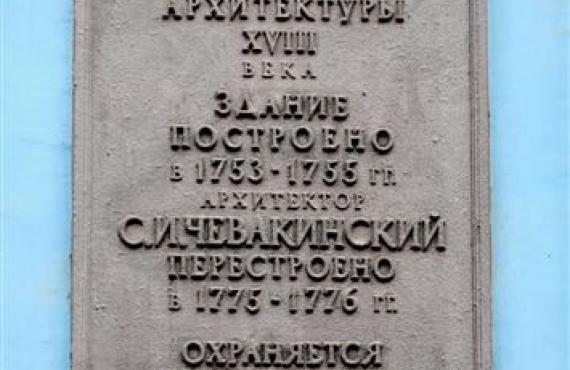 АРХИТЕКТУРЫ
XVIII
ВЕКА
ЗДАНИЕ
ПОСТРОЕНО
В 1753-1755 ГГ.
АРХИТЕКТОР
С.И.ЧЕВАКИНСКИЙ
ПЕРЕСТРОЕНО
В 1775-1776 ГГ.
ОХРАНЯЕТСЯ